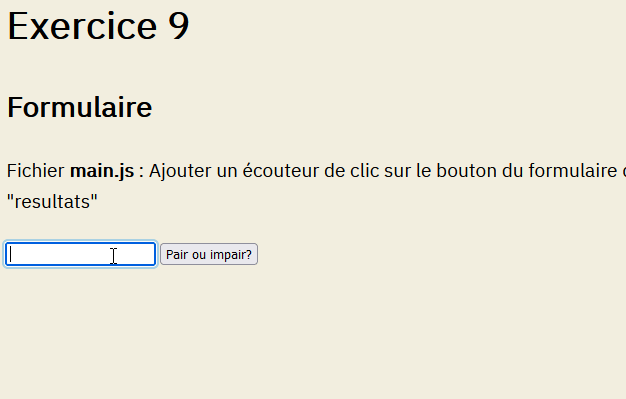 Exercice 9
Formulaire
Fichier main.js : Ajouter un écouteur de clic sur le bouton du formulaire
"resultats"
Pair ou impair?